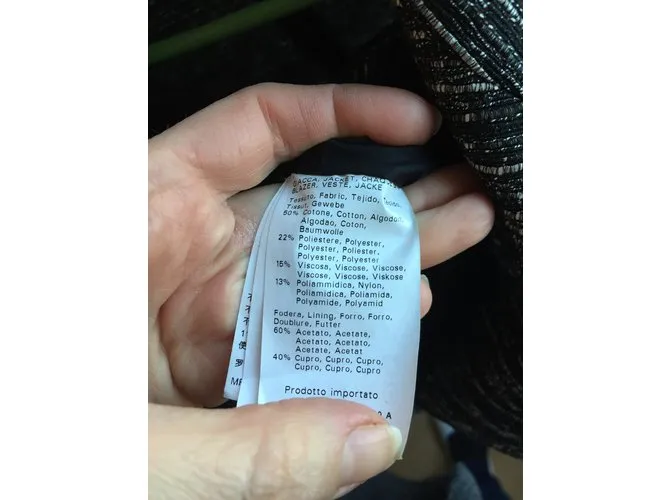 GIACCA, JACKET, CHAQ
BLAZER, VESTE, JACKE
Tessuto, Fabric, Tejido,
Tissu, Gewebe
50% Cotone, Cotton, Algodon
Algodao, Coton,
Baumwolle
22% Poliestere, Polyester,
Polyester, Poliester,
Polyester, Polyester
15% Viscosa, Viscose, Viscose,
Viscose, Viscose, Viskose
13% Poliammidica, Nylon,
Poliamidica, Poliamida,
Polyamide, Polyamid
Fodera, Lining, Forro, Forro,
Doublure, Futter
60% Acetato, Acetate,
Acetato, Acetato,
Acetate, Acetat
40% Cupro, Cupro, Cupro,
Cupro, Cupro, Cupro
Prodotto importato
A